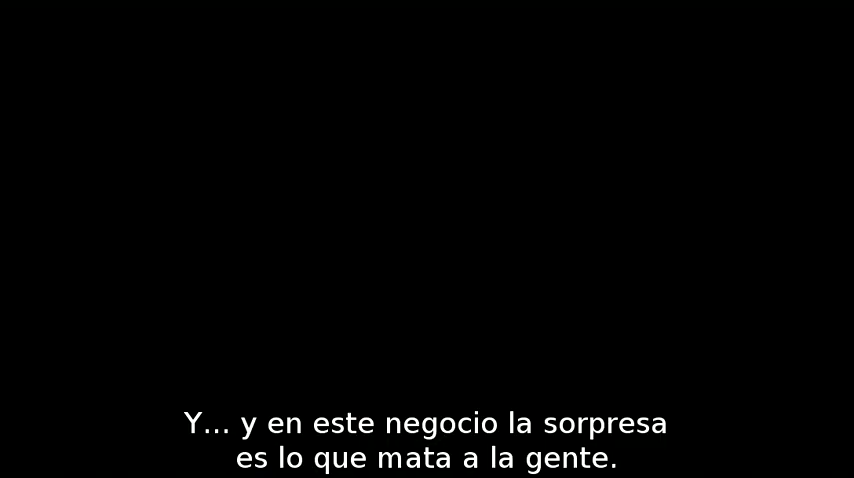 Y... y en este negocio la sorpresa
es lo que mata a la gente.